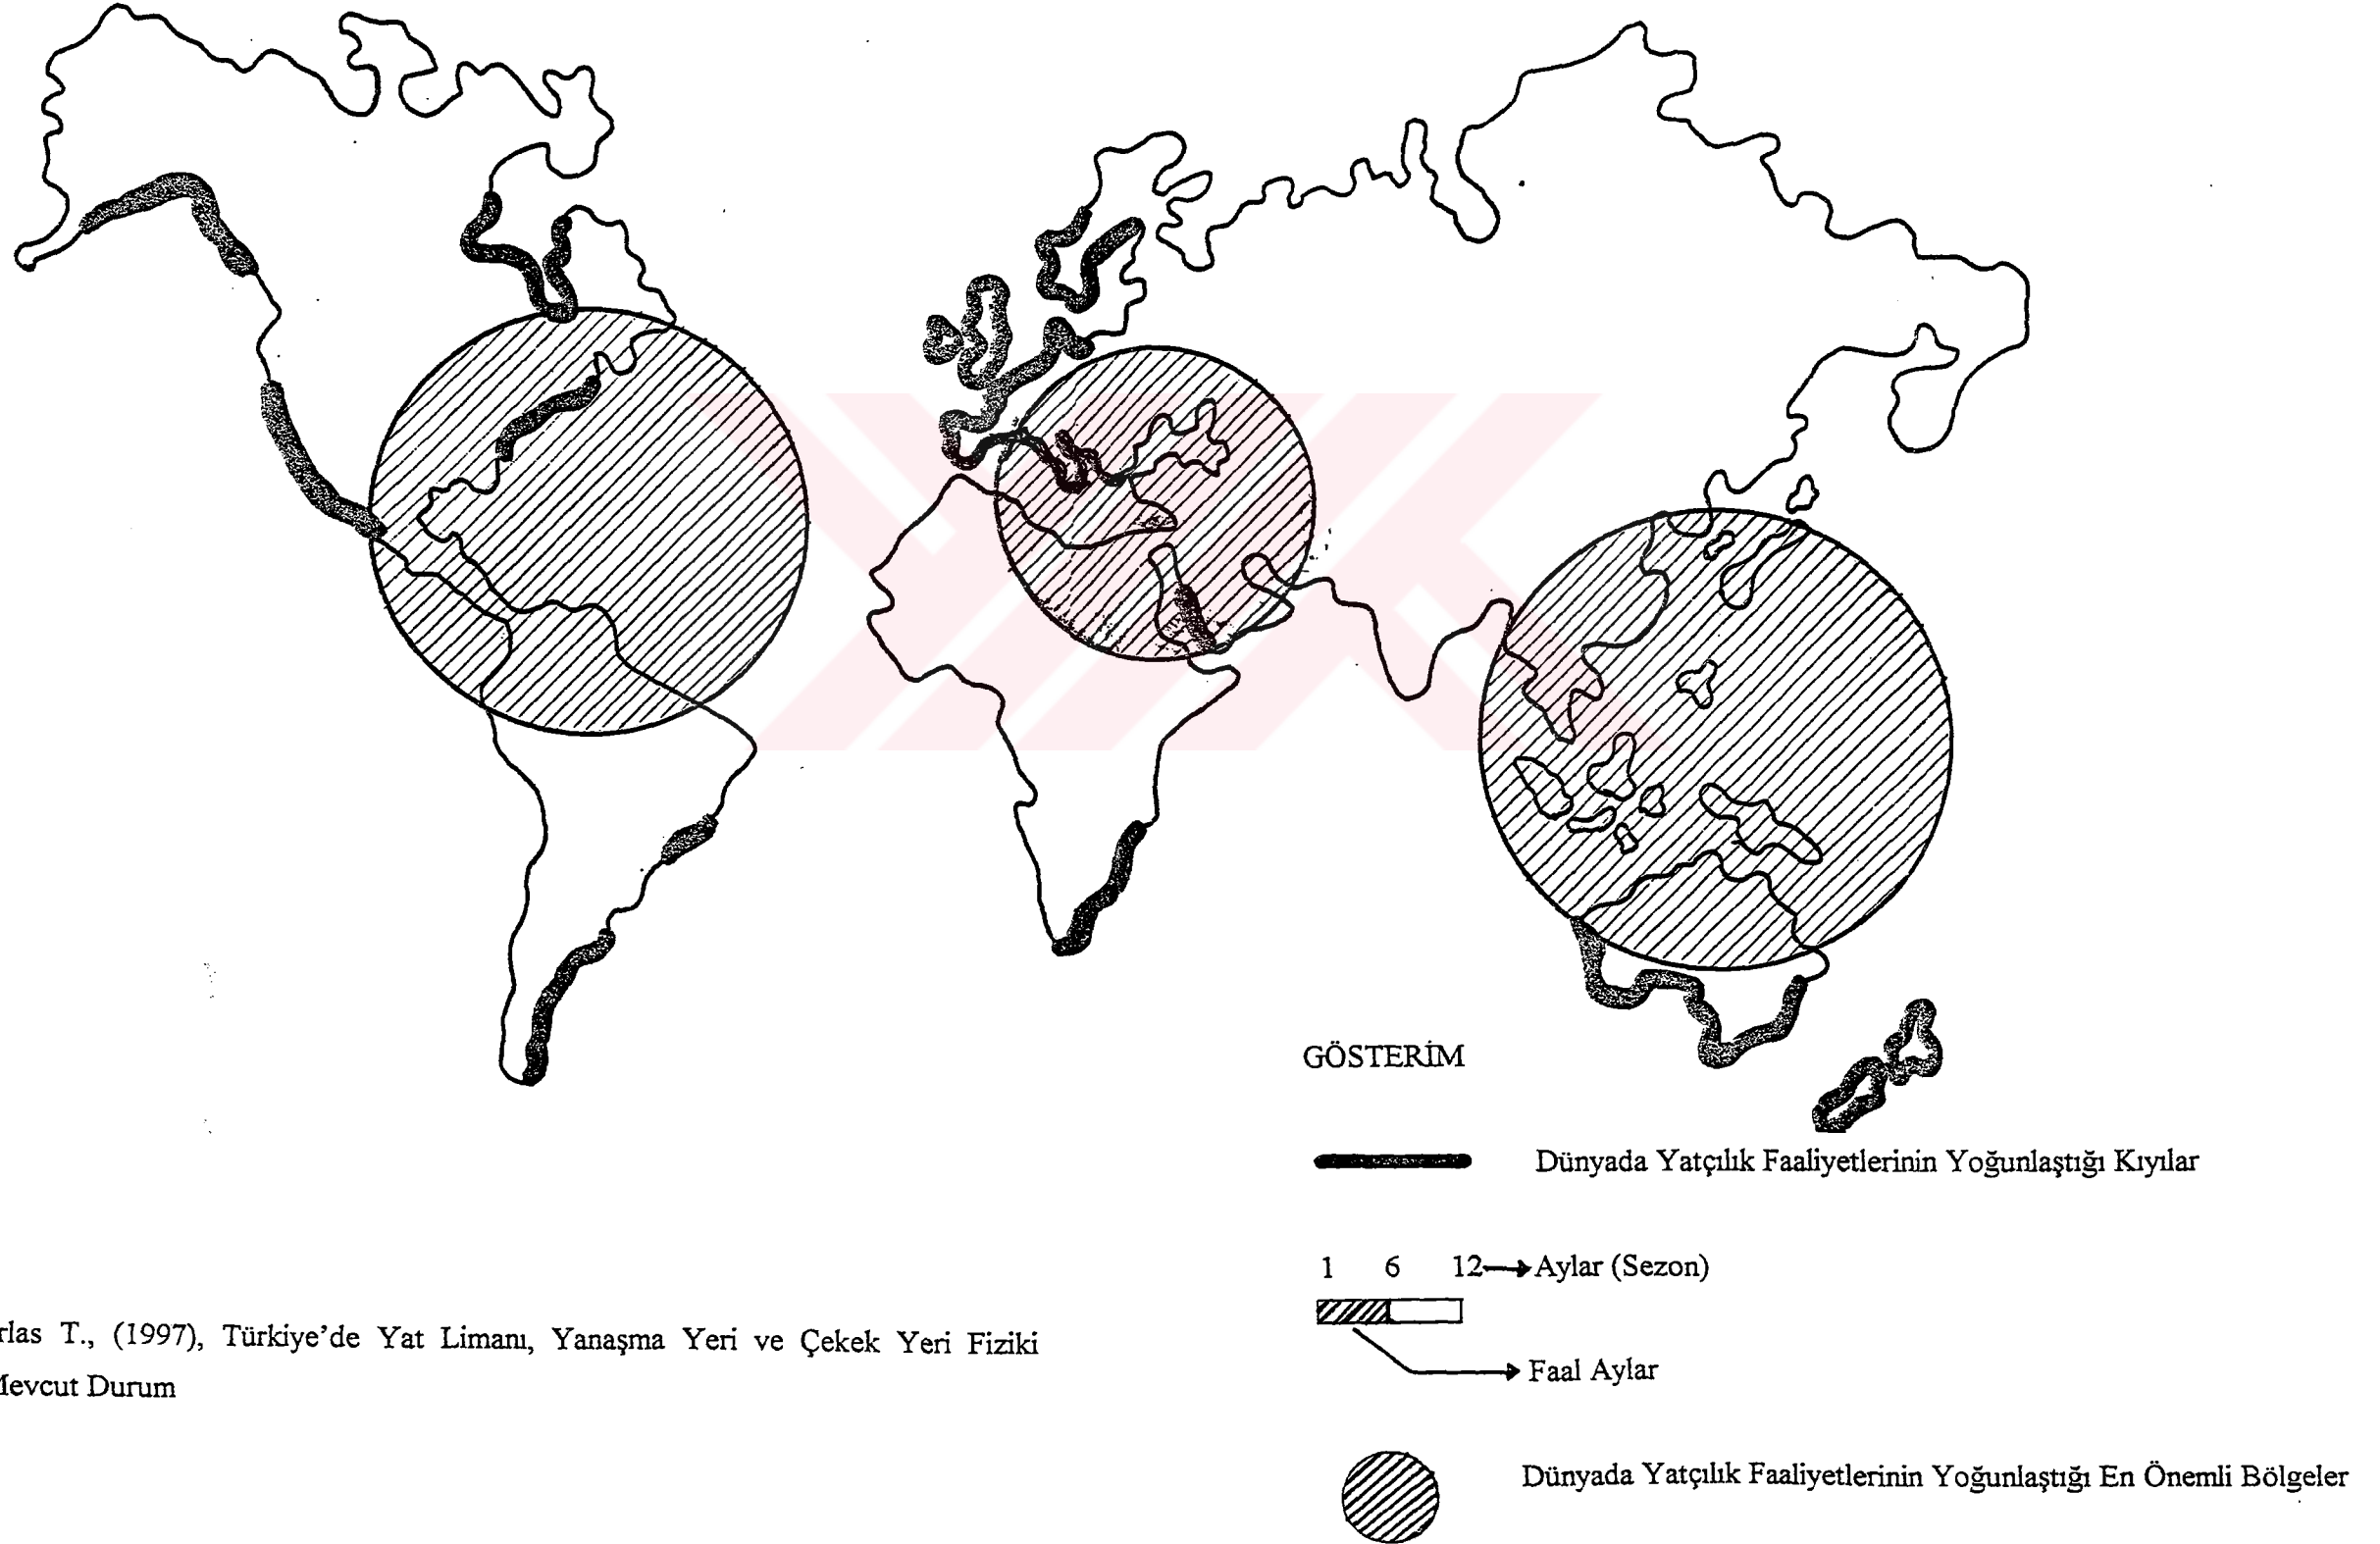 GÖSTERİM
Dünyada Yatçılık Faaliyetlerinin Yoğunlaştığı Kıyılar
1 6 12 Aylar (Sezon)
Faal Aylar
Dünyada Yatçılık Faaliyetlerinin Yoğunlaştığı En Önemli Bölgeler
T., (1997), Türkiye'de Yat Limanı, Yanaşma Yeri ve Çekek Yeri Fiziki
Mevcut Durum